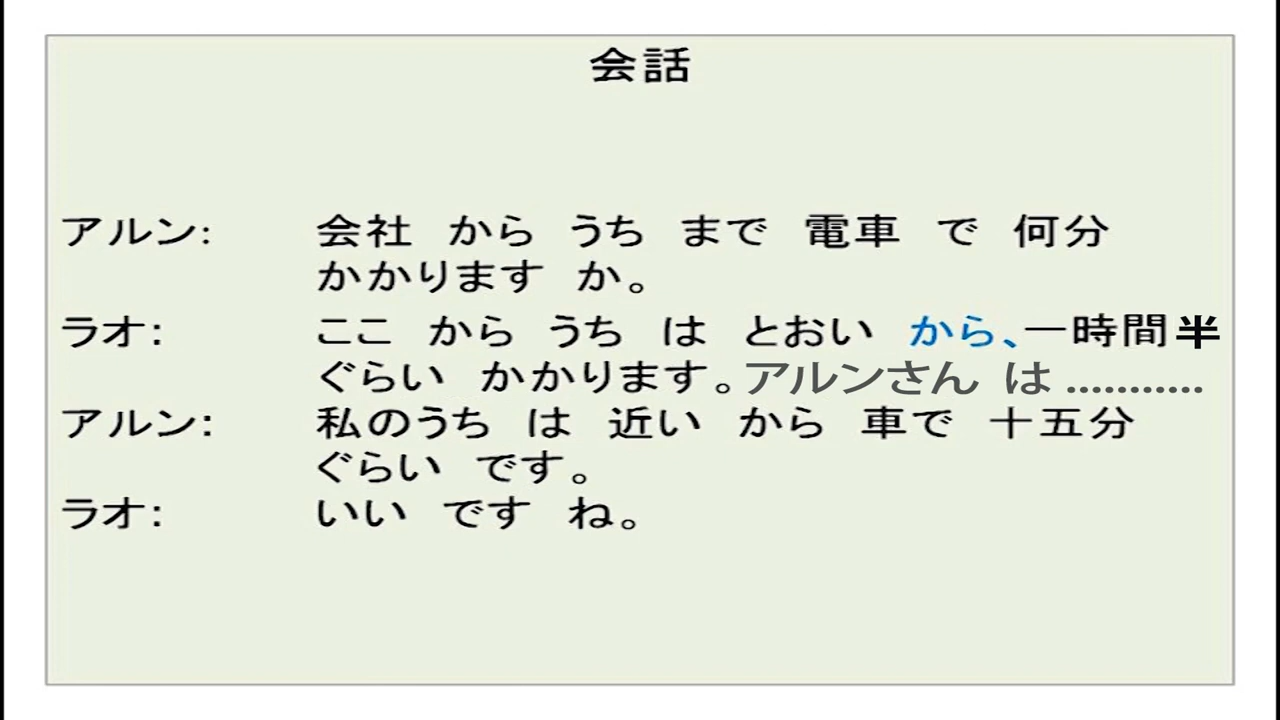 会話
アルン: 会社 から うち まで 電車 で 何分
かかります か。
ラオ: ここ から うち は とおい から、一時間半
ぐらい かかります。アルンさん は ...........
アルン: 私のうち は 近い から 車で 十五分
ぐらい です。
ラオ: いい です ね。